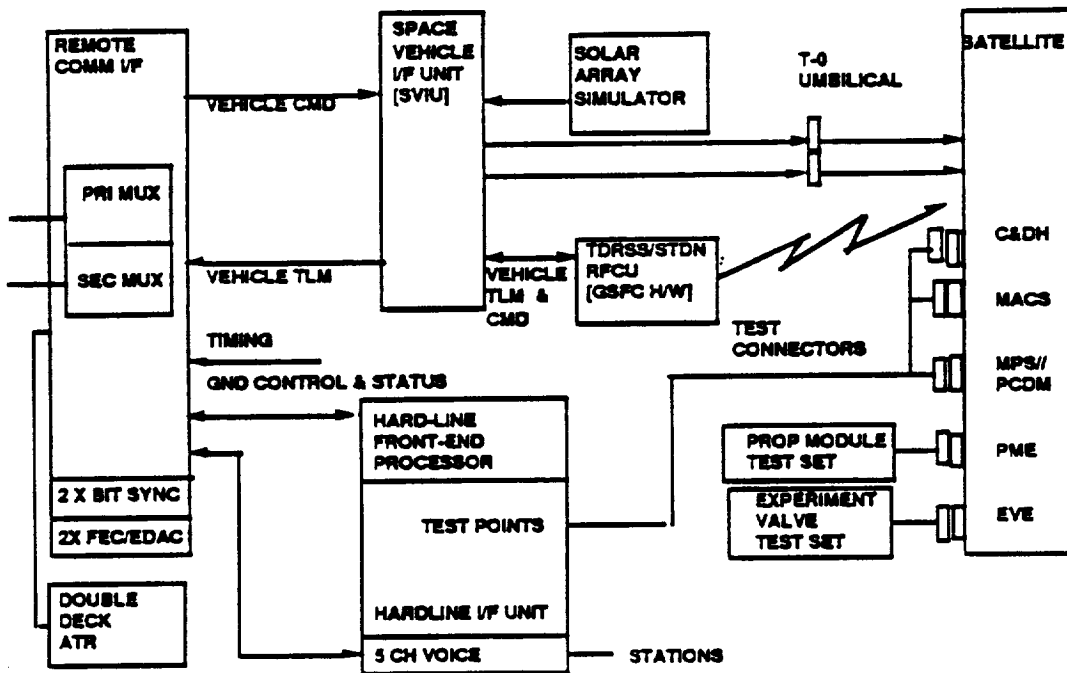 REMOTE
COMM I/F
SPACE
VEHICLE
I/F UNIT
[SVIU]
SOLAR
ARRAY
SIMULATOR
T-0
UMBILICAL
SATELLITE
VEHICLE CMD
PRI MUX
SEC MUX
VEHICLE TLM
VEHICLE
TLM &
CMD
TDRSS/STDN
RFCU
[GSFC H/W]
C&DH
MACS
TEST
CONNECTORS
MPS//
PCDM
TIMING
GND CONTROL & STATUS
HARD-LINE
FRONT-END
PROCESSOR
PROP MODULE
TEST SET
PME
2 X BIT SYNC
2X FEC/EDAC
TEST POINTS
EXPERIMENT
VALVE
TEST SET
EVE
DOUBLE
DECK
ATR
HARDLINE I/F UNIT
5 CH VOICE
STATIONS